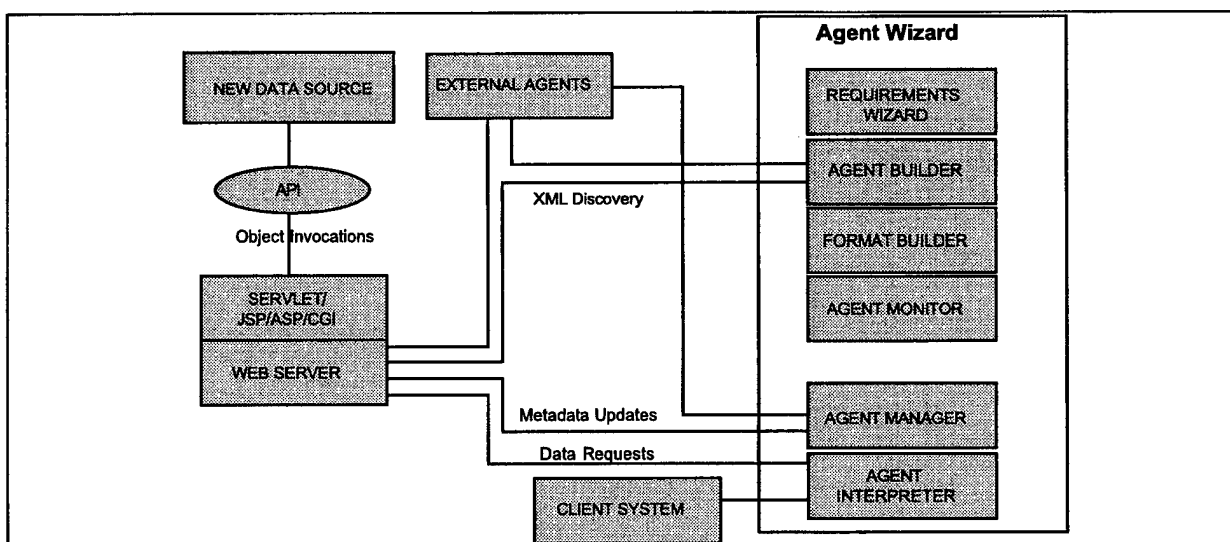 Agent Wizard
NEW DATA SOURCE
EXTERNAL AGENTS
REQUIREMENTS
WIZARD
API
AGENT BUILDER
XML Discovery
Object Invocations
FORMAT BUILDER
SERVLET/
JSP/ASP/CGI
AGENT MONITOR
WEB SERVER
Metadata Updates
AGENT MANAGER
Data Requests
AGENT
INTERPRETER
CLIENT SYSTEM